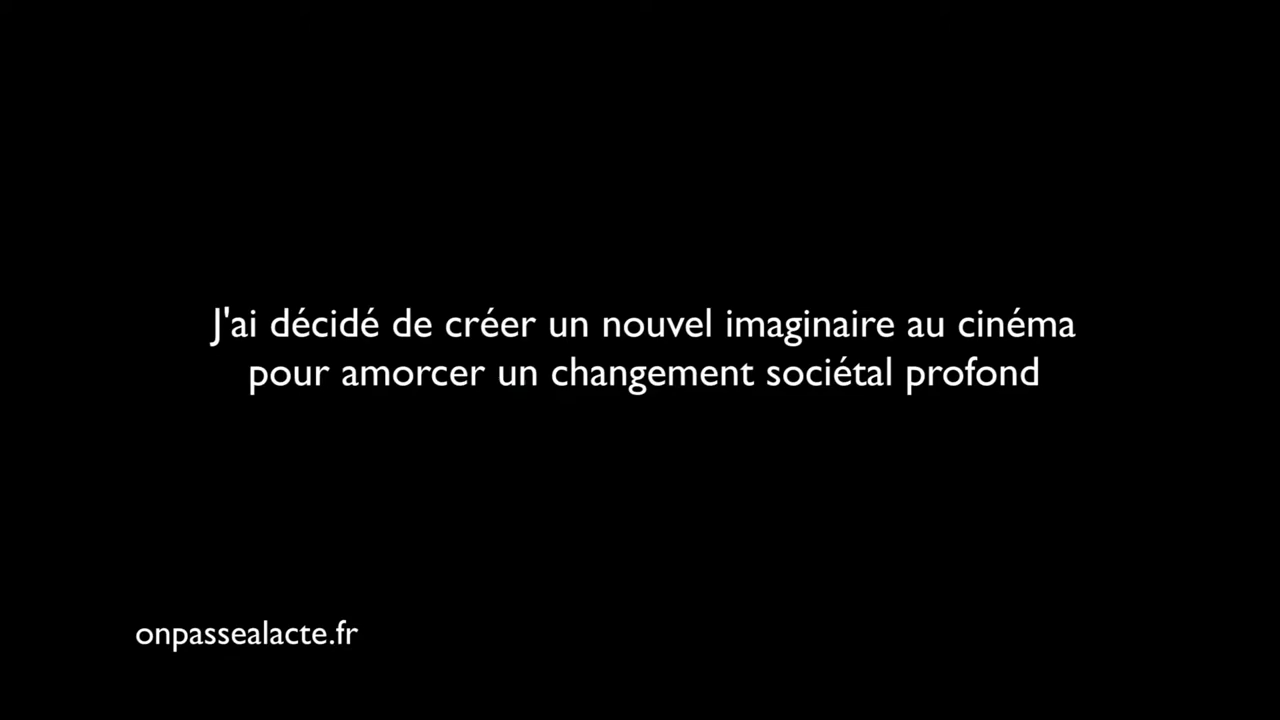 J'ai décidé de créer un nouvel imaginaire au cinéma
pour amorcer un changement sociétal profond
onpassealacte.fr